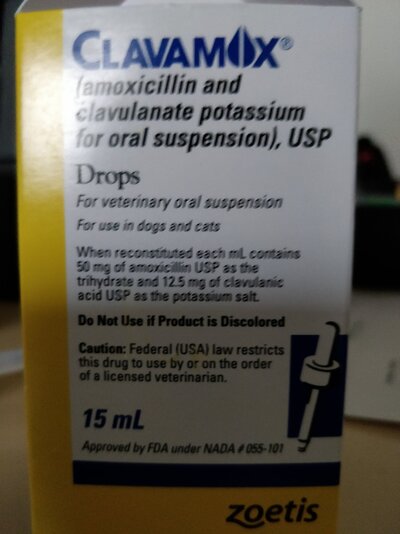 CLAVAMOX®
(amoxicillin and
clavulanate potassium
for oral suspension), USP
Drops
For veterinary oral suspension
For use in dogs and cats
When reconstituted each mL contains
50 mg of amoxicillin USP as the
trihydrate and 12.5 mg of clavulanic
acid USP as the potassium salt.
Do Not Use if Product is Discolored
Caution: Federal (USA) law restricts
this drug to use by or on the order
of a licensed veterinarian.
15 mL
Approved by FDA under NADA # 055-101
zoetis